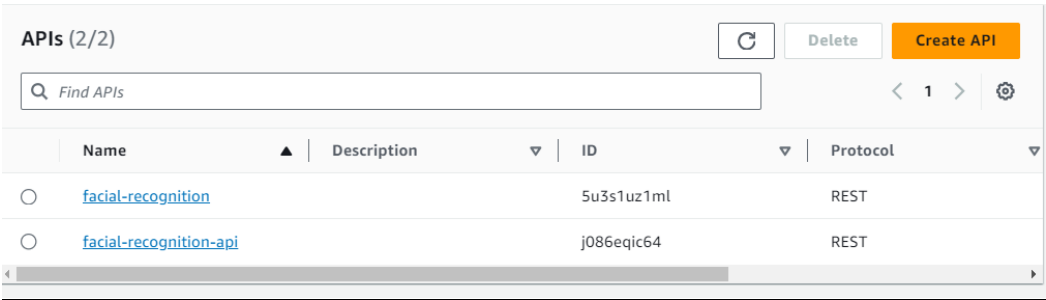 APIs (2/2)
Delete
Create API
Find APIs
1
Name
Description
ID
Protocol
facial-recognition
5u3s1uz1ml
REST
facial-recognition-api
j086eqic64
REST